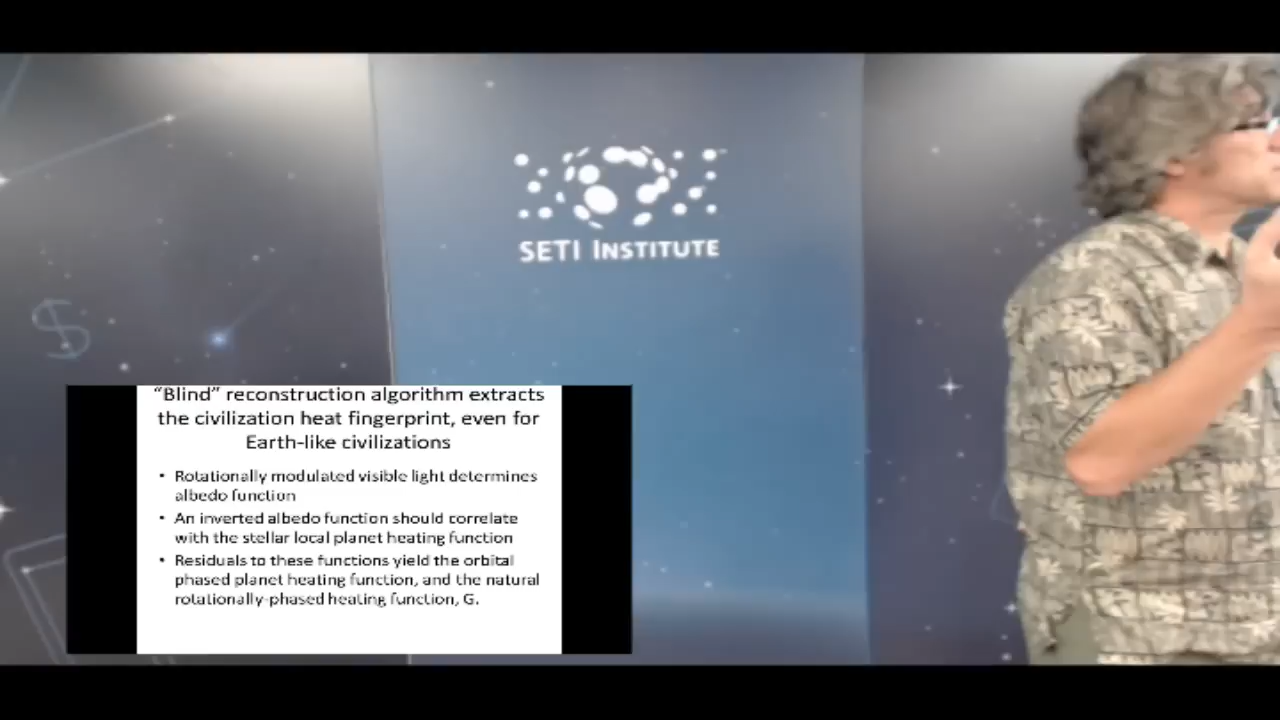 SETI INSTITUTE
"Blind" reconstruction algorithm extracts
the civilization heat fingerprint, even for
Earth-like civilizations
• Rotationally modulated visible light determines
albedo function
• An inverted albedo function should correlate
with the stellar local planet heating function
• Residuals to these functions yield the orbital
phased planet heating function, and the natural
rotationally-phased heating function, G.